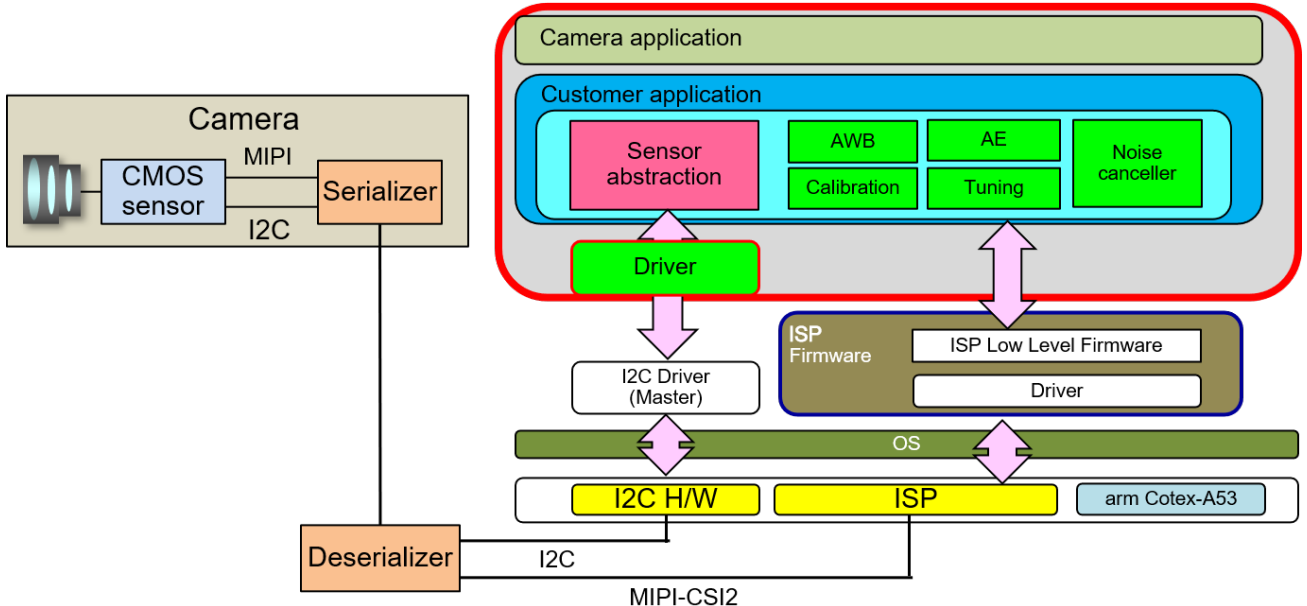 Camera application
Customer application
Sensor
abstraction
AWB
AE
Noise
canceller
Calibration
Tuning
Camera
MIPI
CMOS
sensor
Serializer
I2C
Driver
ISP
Firmware
ISP Low Level Firmware
Driver
I2C Driver
(Master)
OS
I2C H/W
ISP
arm Cotex-A53
Deserializer
I2C
MIPI-CSI2